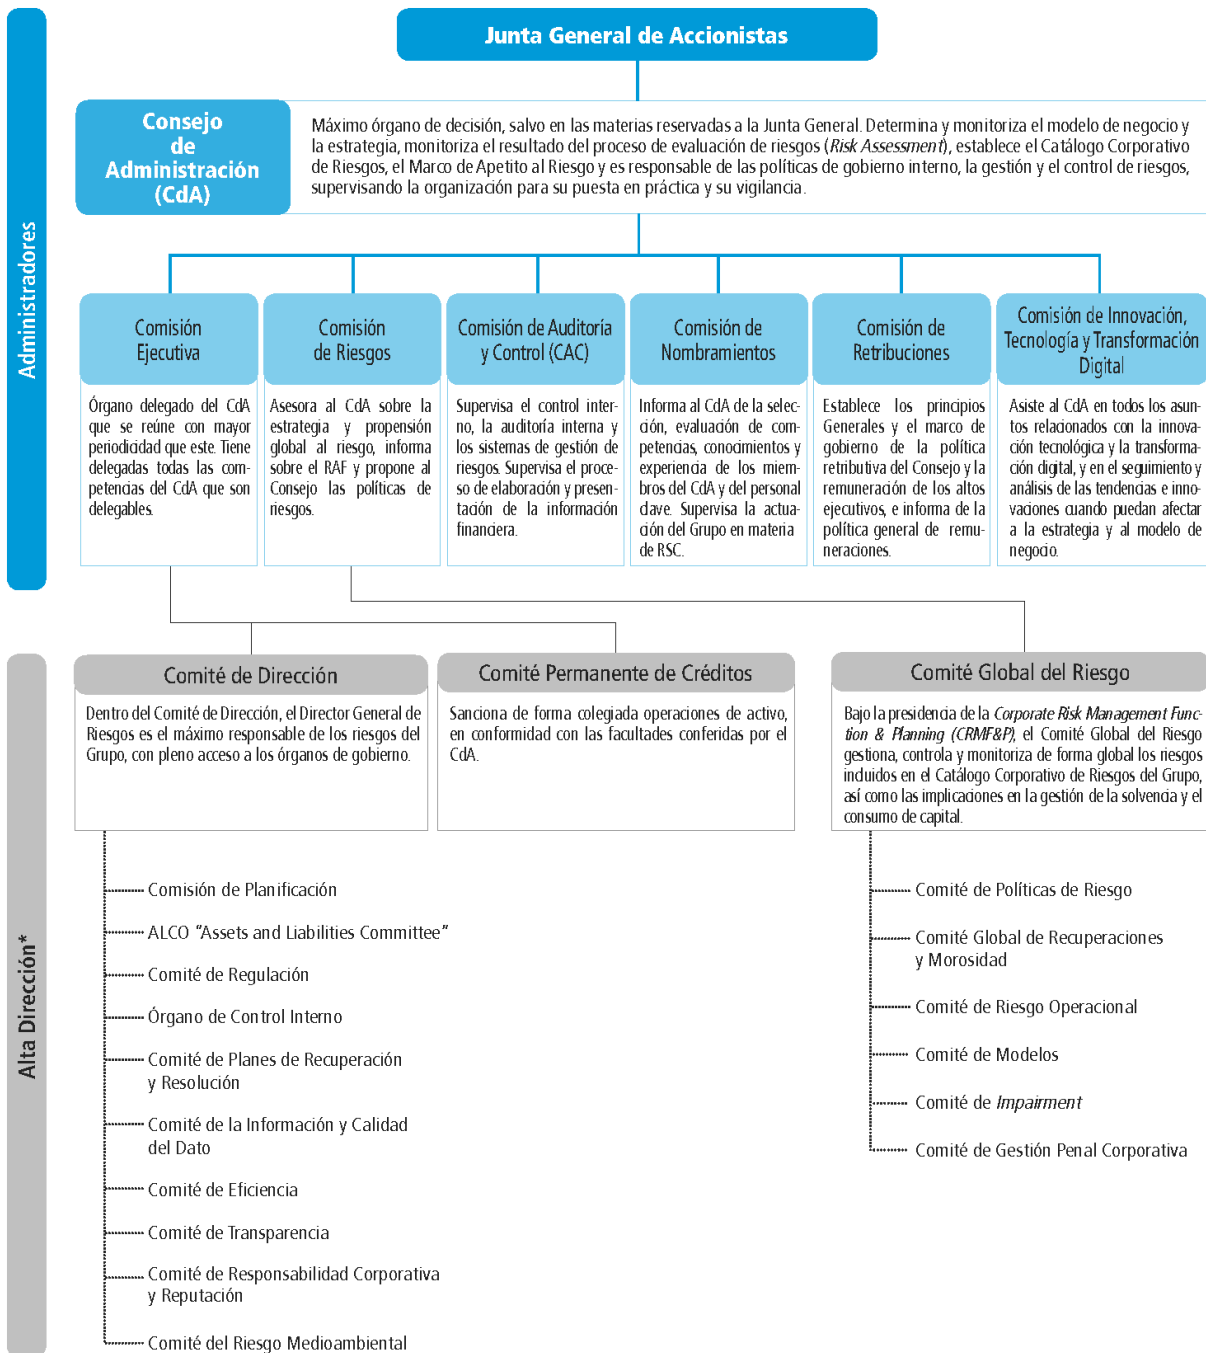 Junta General de Accionistas
Administradores
Consejo
de
Administración
(CdA)
Máximo órgano de decisión, salvo en las materias reservadas a la Junta General. Determina y monitoriza el modelo de negocio y
la estrategia, monitoriza el resultado del proceso de evaluación de riesgos (Risk Assessment), establece el Catálogo Corporativo
de Riesgos, el Marco de Apetito al Riesgo y es responsable de las políticas de gobierno interno, la gestión y el control de riesgos,
supervisando la organización para su puesta en práctica y su vigilancia.
Comisión
Ejecutiva
Órgano delegado del CdA
que se reúne con mayor
periodicidad que este. Tiene
delegadas todas las com-
petencias del CdA que son
delegables.
Comisión
de Riesgos
Asesora al CdA sobre la
estrategia y propensión
global al riesgo, informa
sobre el RAF y propone al
Consejo las políticas de
riesgos.
Comisión de Auditoría
y Control (CAC)
Supervisa el control inter-
no, la auditoría interna y
los sistemas de gestión de
riesgos. Supervisa el proce-
so de elaboración y presen-
tación de la información
financiera.
Comisión de
Nombramientos
Informa al CdA de la selec-
ción, evaluación de com-
petencias, conocimientos y
experiencia de los miem-
bros del CdA y del personal
clave. Supervisa la actua-
ción del Grupo en materia
de RSC.
Comisión de
Retribuciones
Establece los principios
Generales y el marco de
gobierno de la política
retributiva del Consejo y la
remuneración de los altos
ejecutivos, e informa de la
política general de remu-
neraciones.
Comisión de Innovación,
Tecnología y Transformación
Digital
Asiste al CdA en todos los asun-
tos relacionados con la innova-
ción tecnológica y la transforma-
ción digital, y en el seguimiento y
análisis de las tendencias e inno-
vaciones cuando puedan afectar
a la estrategia y al modelo de
negocio.
Alta Dirección*
Comité de Dirección
Dentro del Comité de Dirección, el Director General de
Riesgos es el máximo responsable de los riesgos del
Grupo, con pleno acceso a los órganos de gobierno.
Comisión de Planificación
ALCO “Assets and Liabilities Committee”
Comité de Regulación
Órgano de Control Interno
Comité de Planes de Recuperación
y Resolución
Comité de la Información y Calidad
del Dato
Comité de Eficiencia
Comité de Transparencia
Comité de Responsabilidad Corporativa
y Reputación
Comité del Riesgo Medioambiental
Comité Permanente de Créditos
Sanciona de forma colegiada operaciones de activo,
en conformidad con las facultades conferidas por el
CdA.
Comité Global del Riesgo
Bajo la presidencia de la Corporate Risk Management Func-
tion & Planning (CRMF&P), el Comité Global del Riesgo
gestiona, controla y monitoriza de forma global los riesgos
incluidos en el Catálogo Corporativo de Riesgos del Grupo,
así como las implicaciones en la gestión de la solvencia y el
consumo de capital.
Comité de Políticas de Riesgo
Comité Global de Recuperaciones
y Morosidad
Comité de Riesgo Operacional
Comité de Modelos
Comité de Impairment
Comité de Gestión Penal Corporativa